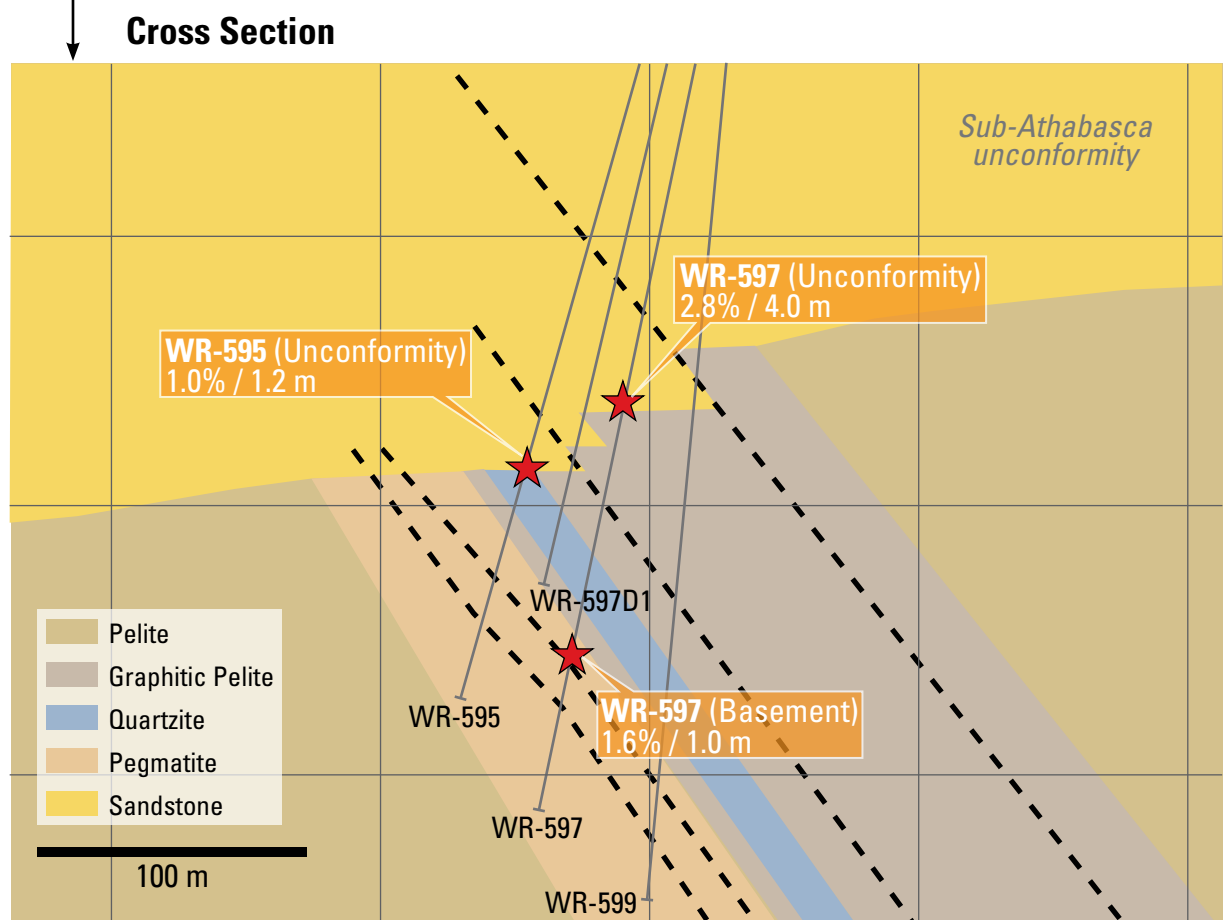 Cross Section
Sub-Athabasca
unconformity
WR-597 (Unconformity)
2.8% / 4.0 m
WR-595 (Unconformity)
1.0% / 1.2 m
WR-597D1
WR-597 (Basement)
1.6% / 1.0 m
WR-595
WR-597
WR-599
Pelite
Graphitic Pelite
Quartzite
Pegmatite
Sandstone
100 m